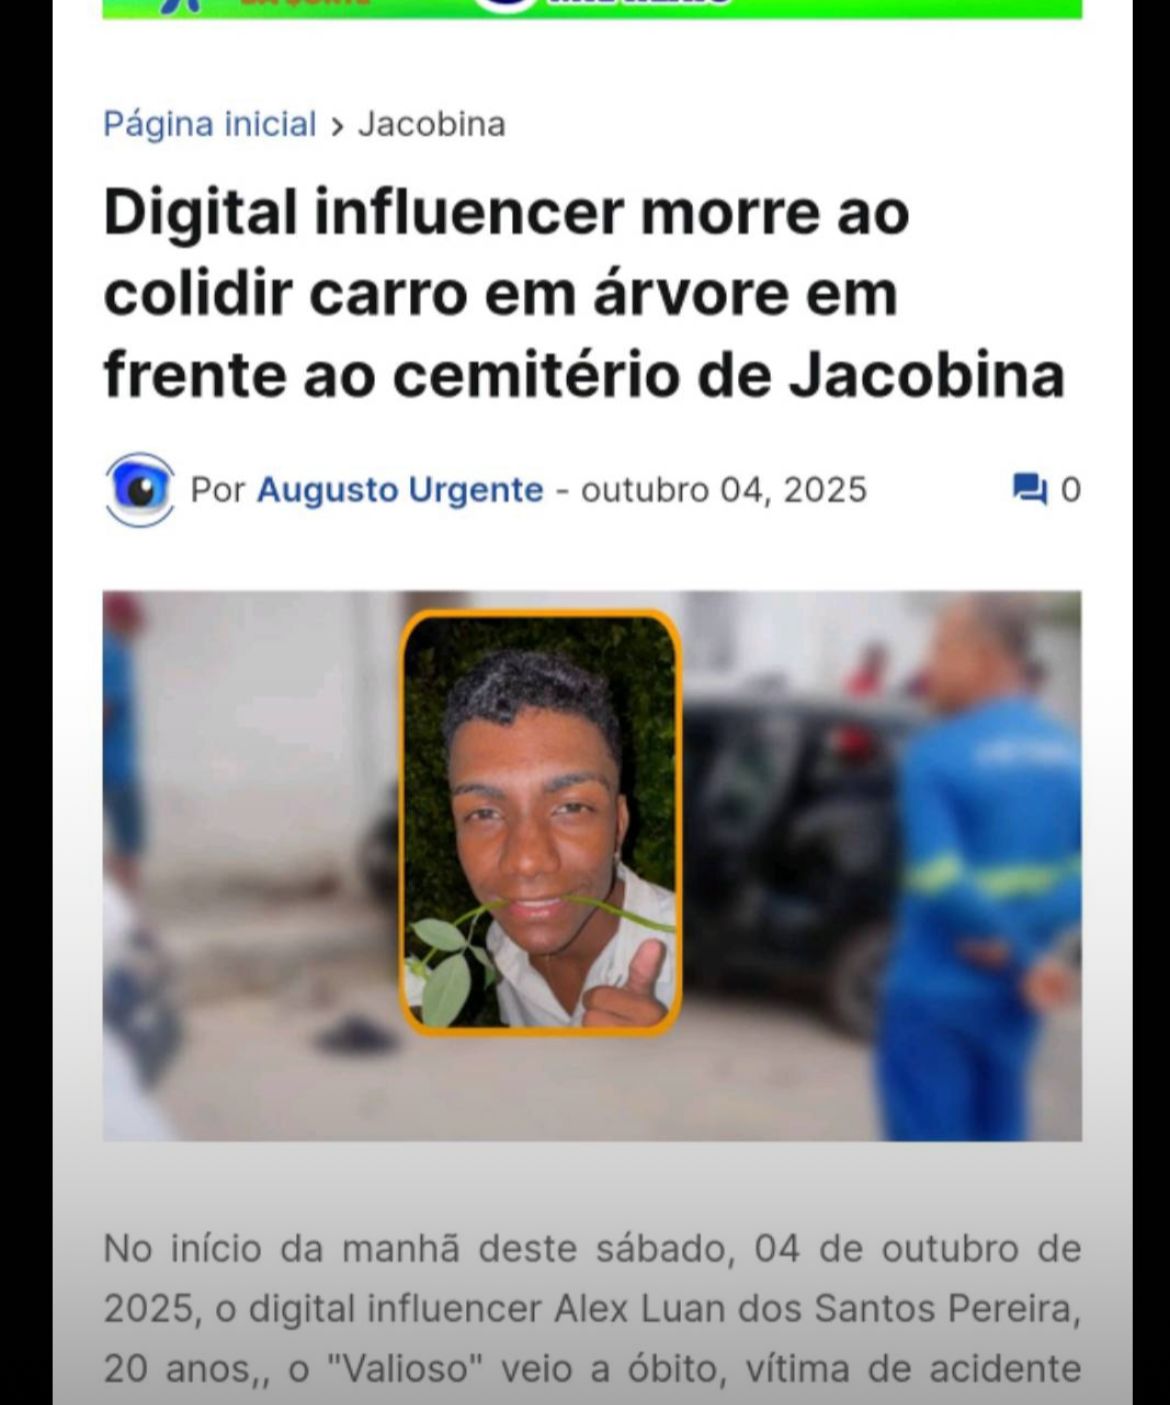 Página inicial › Jacobina
Digital influencer morre ao
colidir carro em árvore em
frente ao cemitério de Jacobina
Por Augusto Urgente - outubro 04, 2025
0
No início da manhã deste sábado, 04 de outubro de
2025, o digital influencer Alex Luan dos Santos Pereira,
20 anos,, o "Valioso" veio a óbito, vítima de acidente